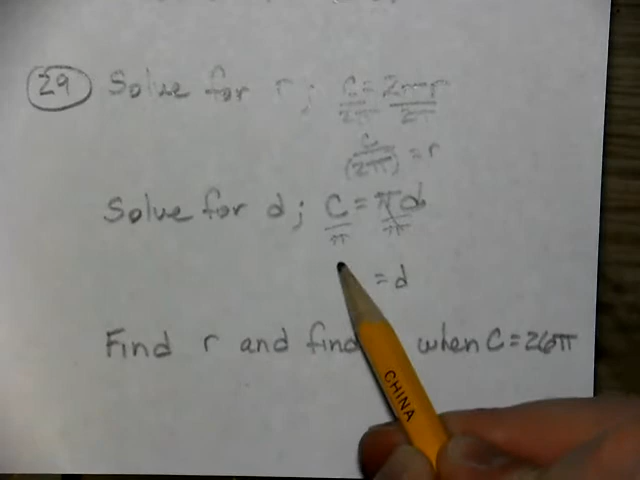 29 Solve for r; C = 2πr
2π 2π
C/(2π) = r
Solve for d; C = πd
π π
= d
Find r and find when C = 26π
CHINA